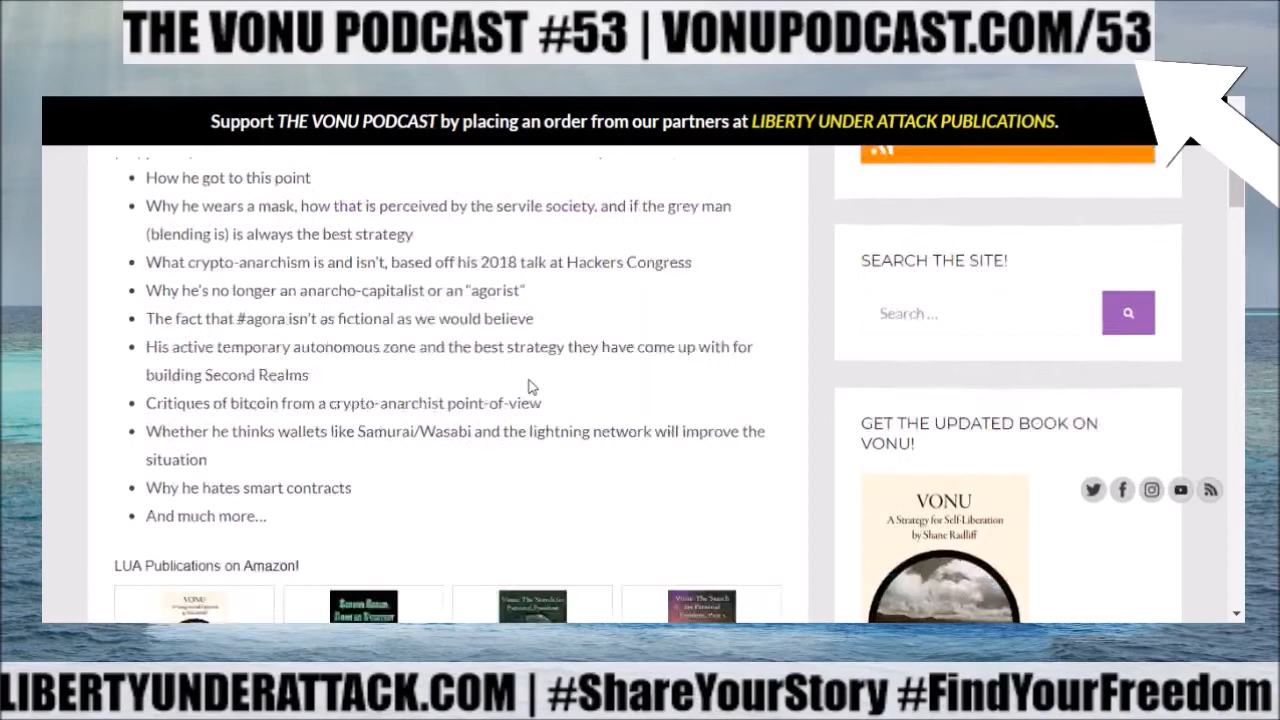 THE VONU PODCAST #53 | VONUPODCAST.COM/53
Support THE VONU PODCAST by placing an order from our partners at LIBERTY UNDER ATTACK PUBLICATIONS.
• How he got to this point
• Why he wears a mask, how that is perceived by the servile society, and if the grey man
(blending is) is always the best strategy
• What crypto-anarchism is and isn't, based off his 2018 talk at Hackers Congress
• Why he's no longer an anarcho-capitalist or an “agorist”
• The fact that #agora isn't as fictional as we would believe
• His active temporary autonomous zone and the best strategy they have come up with for
building Second Realms
• Critiques of bitcoin from a crypto-anarchist point-of-view
• Whether he thinks wallets like Samurai/Wasabi and the lightning network will improve the
situation
• Why he hates smart contracts
• And much more...
LUA Publications on Amazon!
VONU
SEARCH THE SITE!
Search ...
GET THE UPDATED BOOK ON
VONU!
VONU
A Strategy for Self-Liberation
by Shane Radliff
LIBERTYUNDERATTACK.COM | #ShareYourStory #FindYourFreedom